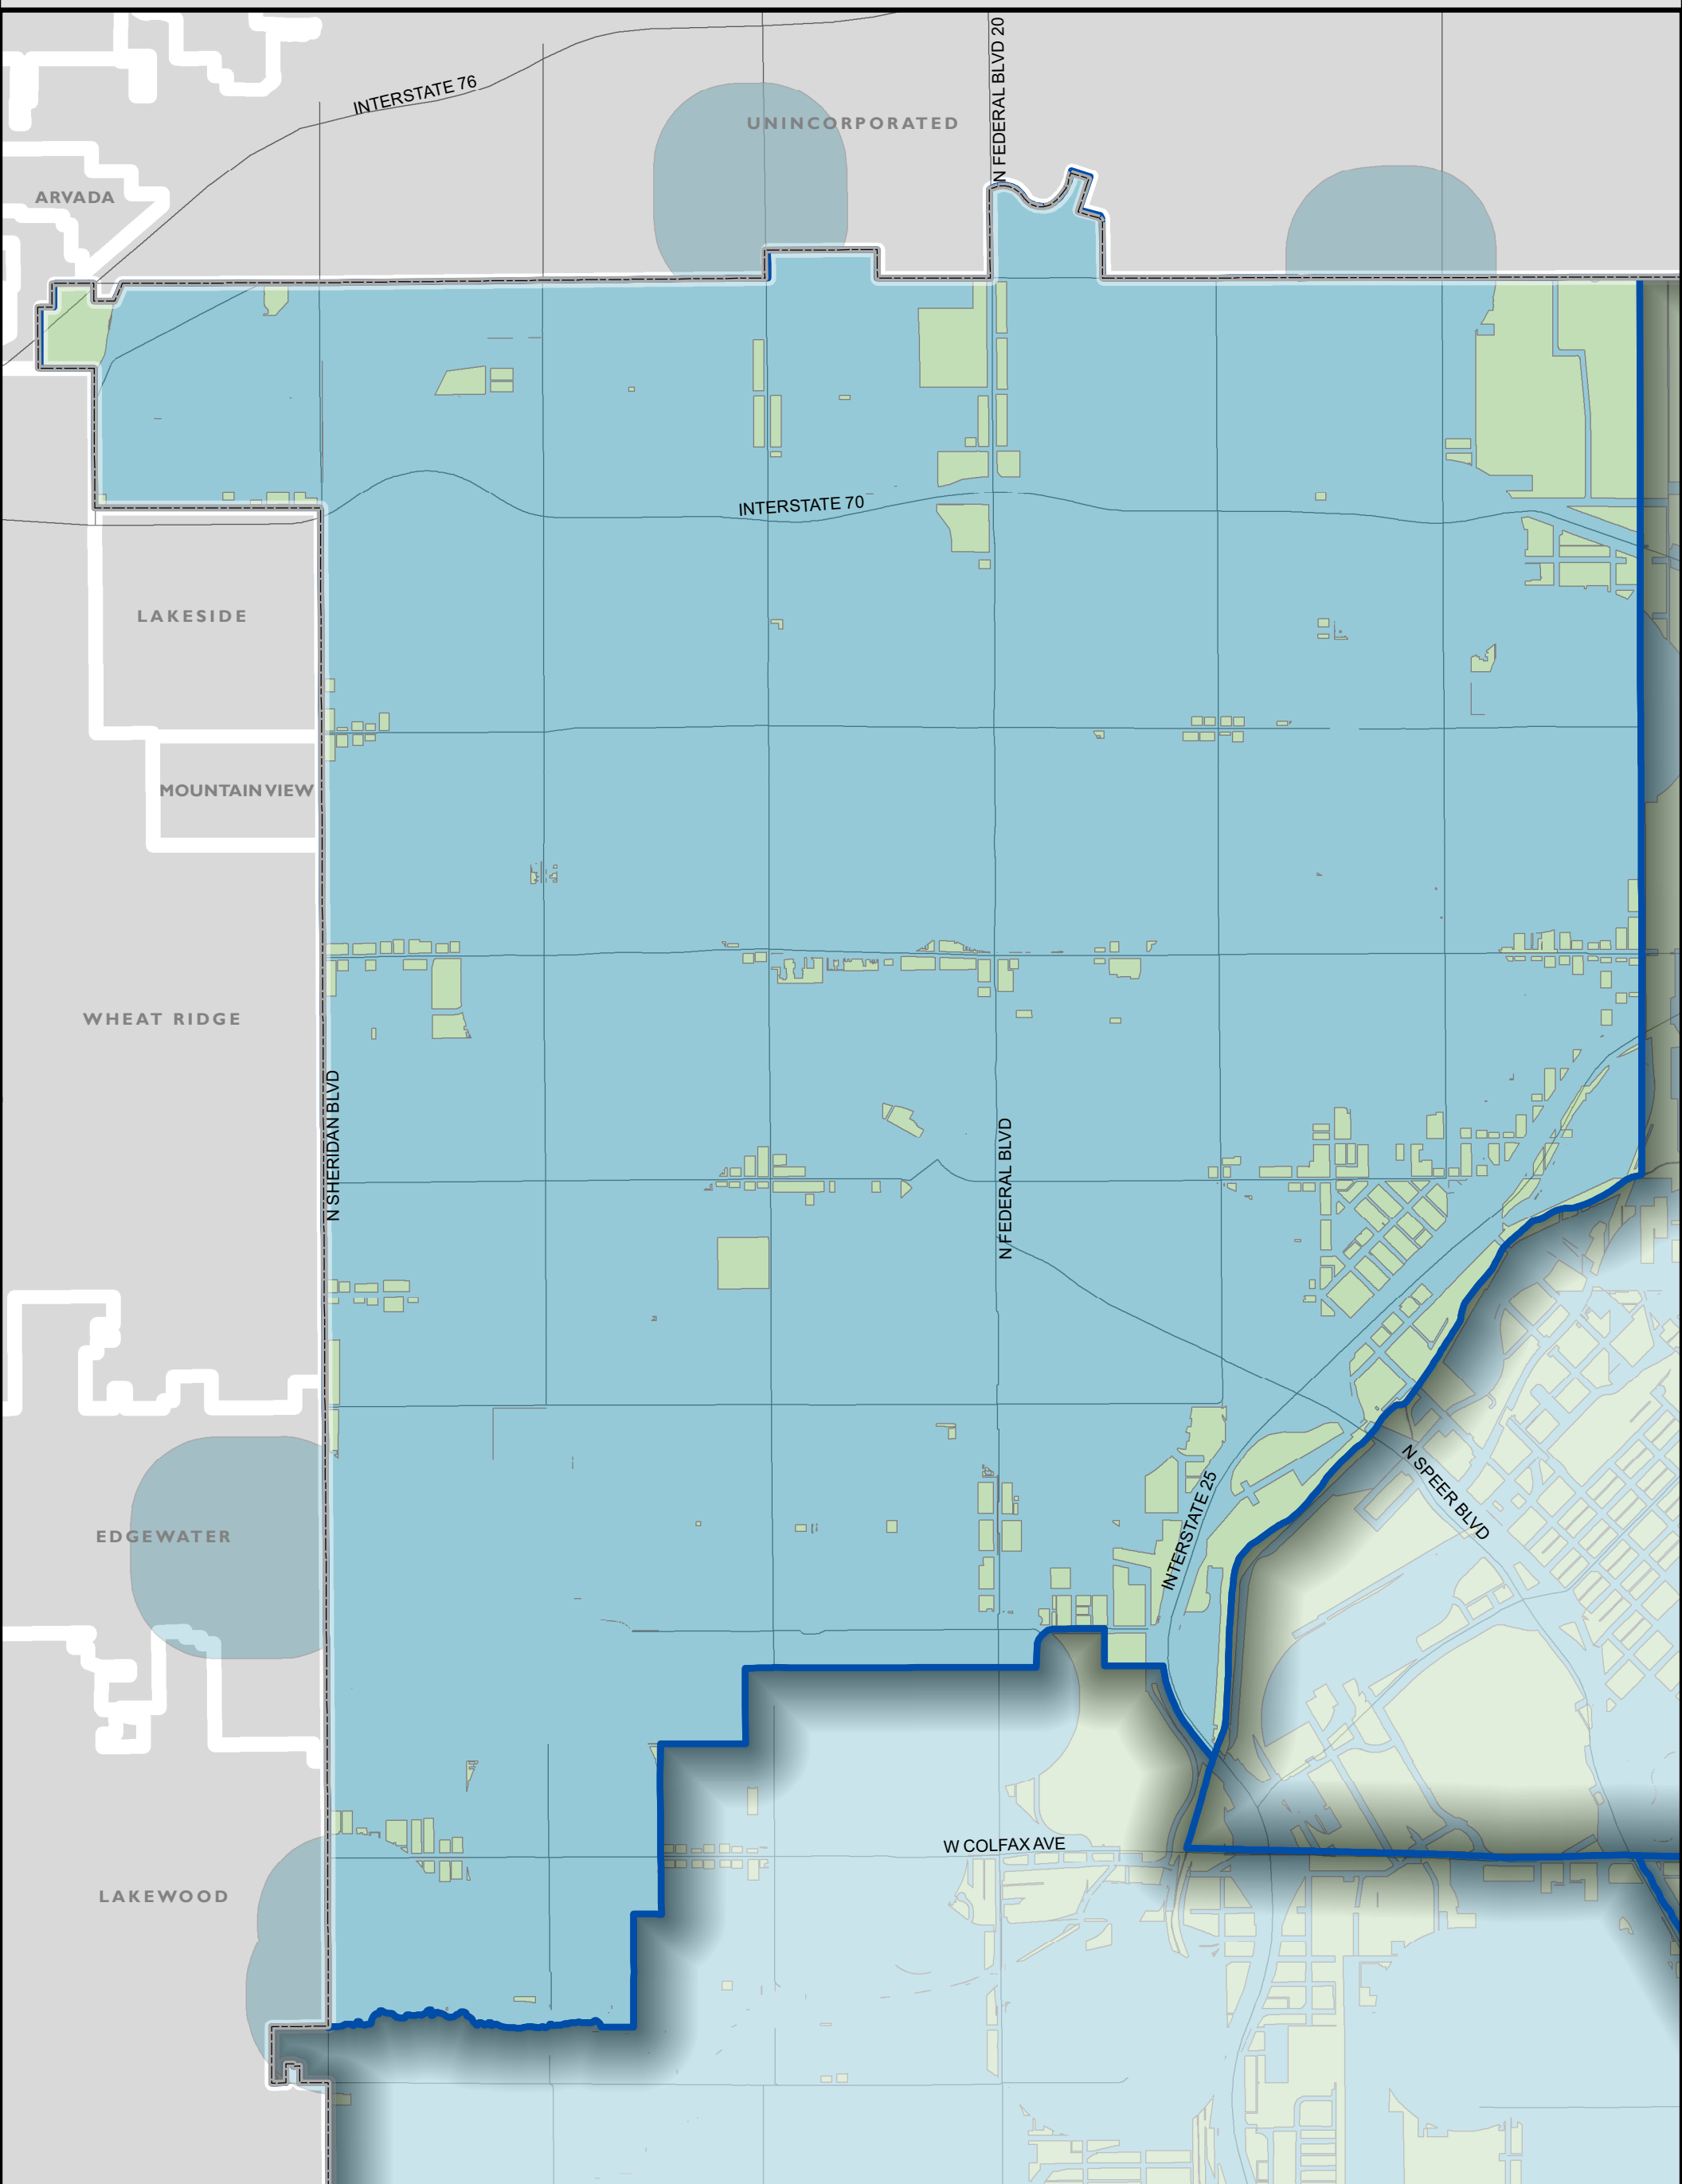 N FEDERAL BLVD 20
INTERSTATE 76
UNINCORPORATED
ARVADA
INTERSTATE 70
LAKESIDE
MOUNTAIN VIEW
WHEAT RIDGE
N SHERIDAN BLVD
N FEDERAL BLVD
N SPEER BLVD
INTERSTATE 25
EDGEWATER
W COLFAX AVE
LAKEWOOD